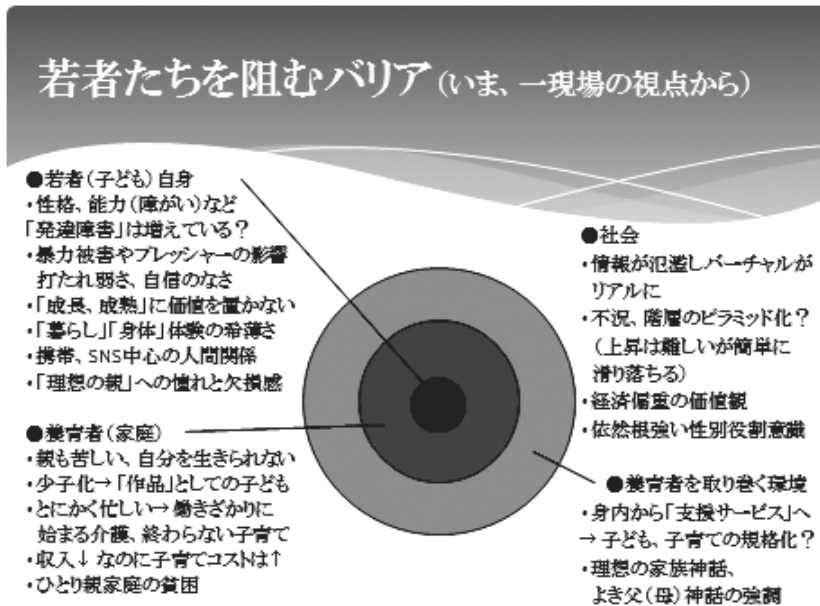 若者たちを阻むバリア(いま、一現場の視点から)
●若者(子ども)自身
・性格、能力(障がい)など
「発達障害」は増えている?
・暴力被害やプレッシャーの影響
打たれ弱さ、自信のなさ
・「成長、成熟」に価値を置かない
・「暮らし」「身体」体験の希薄さ
・携帯、SNS中心の人間関係
・「理想の親」への憧れと欠損感
●養育者(家庭)
・親も苦しい、自分を生きられない
・少子化→「作品」としての子ども
・とにかく忙しい→働きざかりに
始まる介護、終わらない子育て
・収入↓なのに子育てコストは↑
・ひとり親家庭の貧困
●社会
・情報が氾濫しバーチャルが
リアルに
・不況、階層のピラミッド化?
(上昇は難しいが簡単に
滑り落ちる)
・経済偏重の価値観
・依然根強い性別役割意識
●養育者を取り巻く環境
・身内から「支援サービス」へ
→子ども、子育ての規格化?
・理想の家族神話、
よき父(母)神話の強調